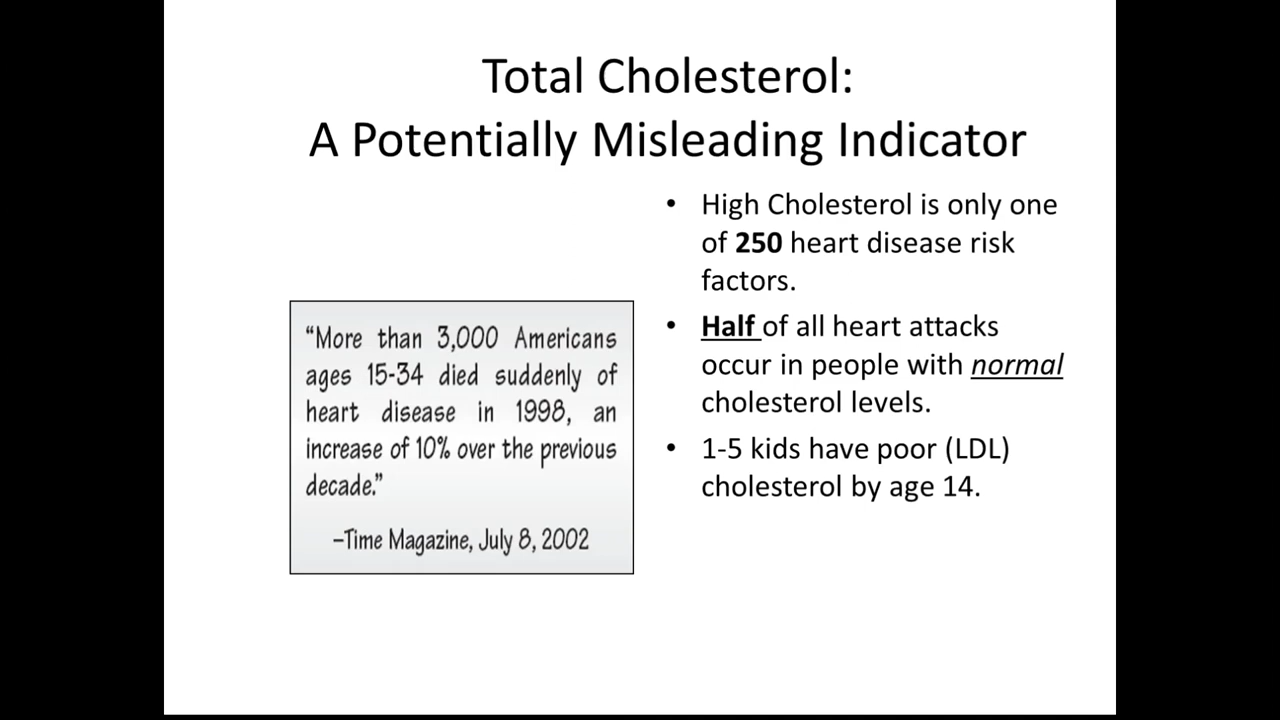 Total Cholesterol:
A Potentially Misleading Indicator
“More than 3,000 Americans
ages 15-34 died suddenly of
heart disease in 1998, an
increase of 10% over the previous
decade.”
–Time Magazine, July 8, 2002
• High Cholesterol is only one
of 250 heart disease risk
factors.
• Half of all heart attacks
occur in people with normal
cholesterol levels.
• 1-5 kids have poor (LDL)
cholesterol by age 14.